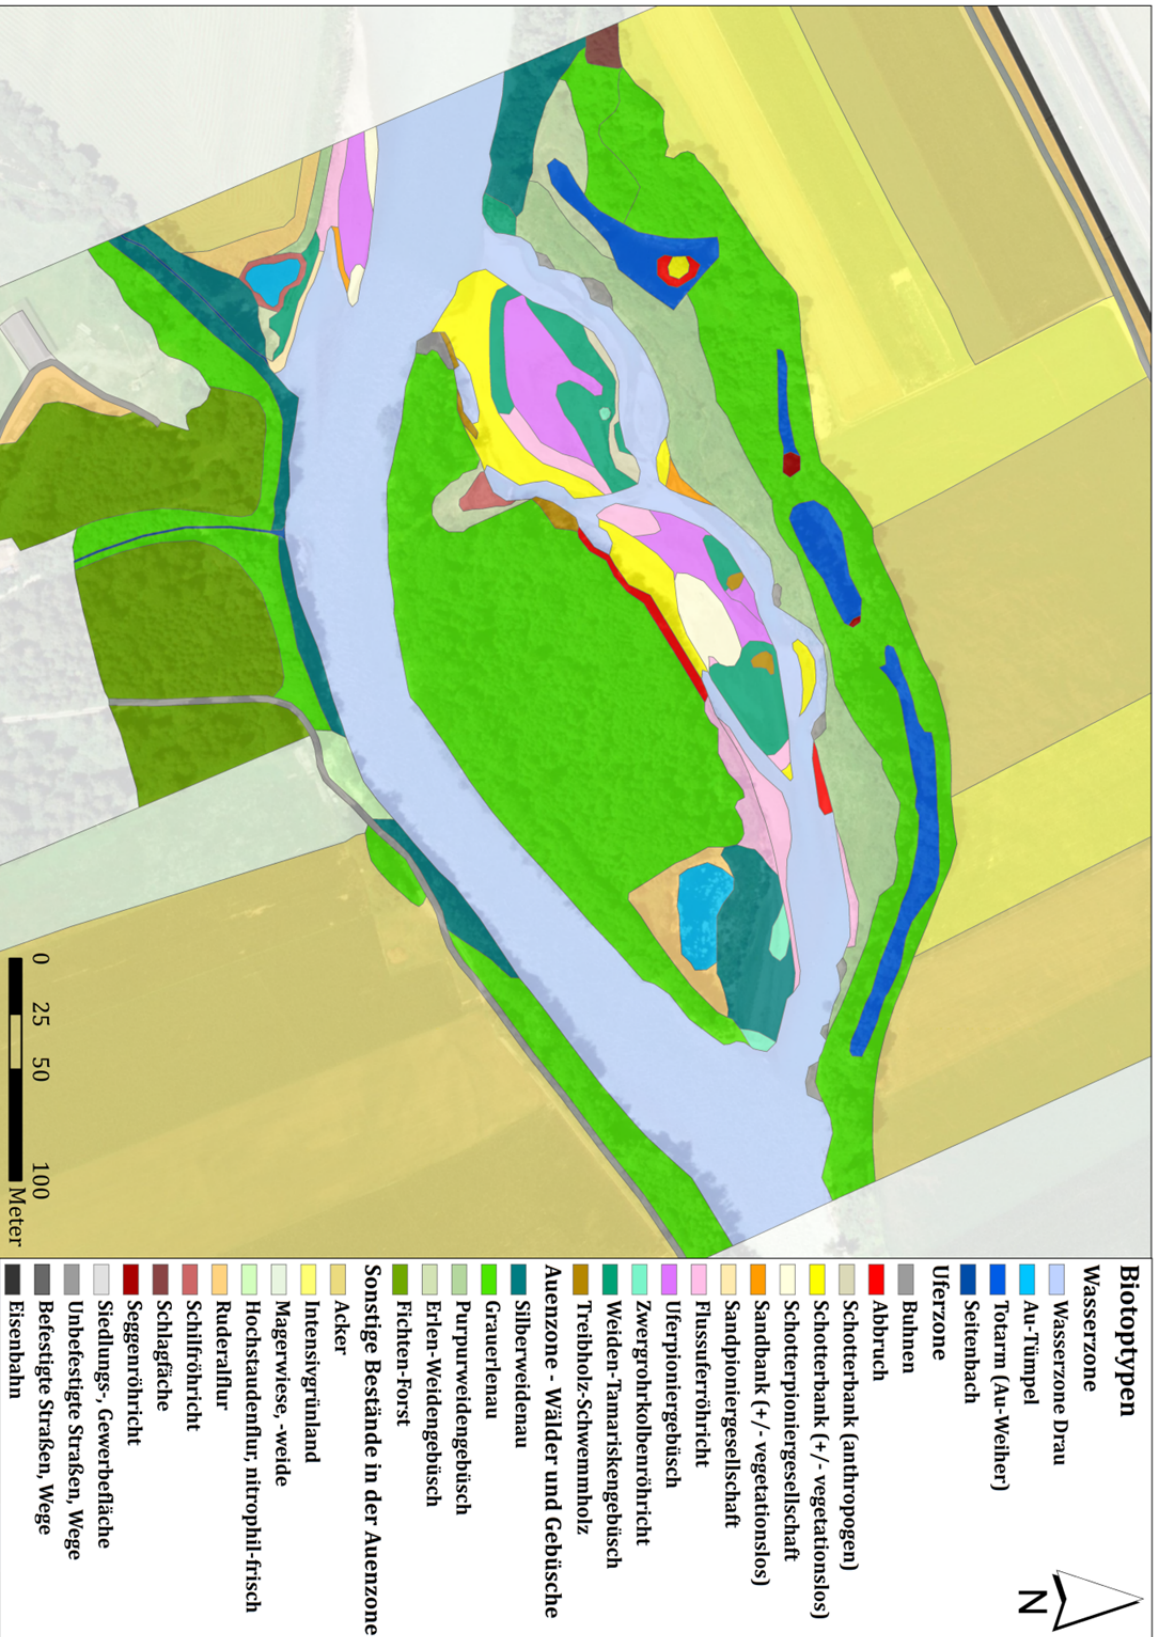 Biotoptypen
Wasserzone
Wasserzone Drau
Au-Tümpel
Totarm (Au-Weiher)
Seitenbach
Uferzone
Buhnen
Abbruch
Schotterbank (anthropogen)
Schotterbank (+/- vegetationslos)
Schotterpioniergesellschaft
Sandbank (+/- vegetationslos)
Sandpioniergesellschaft
Flussuferröhricht
Uferpioniergebüsch
Zwergrohrkolbenröhricht
Weiden-Tamariskengebüsch
Treibholz-Schwemmholz
Auenzone - Wälder und Gebüsche
Silberweidenau
Grauerlenau
Purpurweidengebüsch
Erlen-Weidengebüsch
Fichten-Forst
Sonstige Bestände in der Auenzone
Acker
Intensivgrünland
Magerwiese, -weide
Hochstaudenflur, nitrophil-frisch
Ruderalflur
Schilfröhricht
Schlagfläche
Seggenröhricht
Siedlungs-, Gewerbefläche
Unbefestigte Straßen, Wege
Befestigte Straßen, Wege
Eisenbahn
N
0 25 50 100
Meter